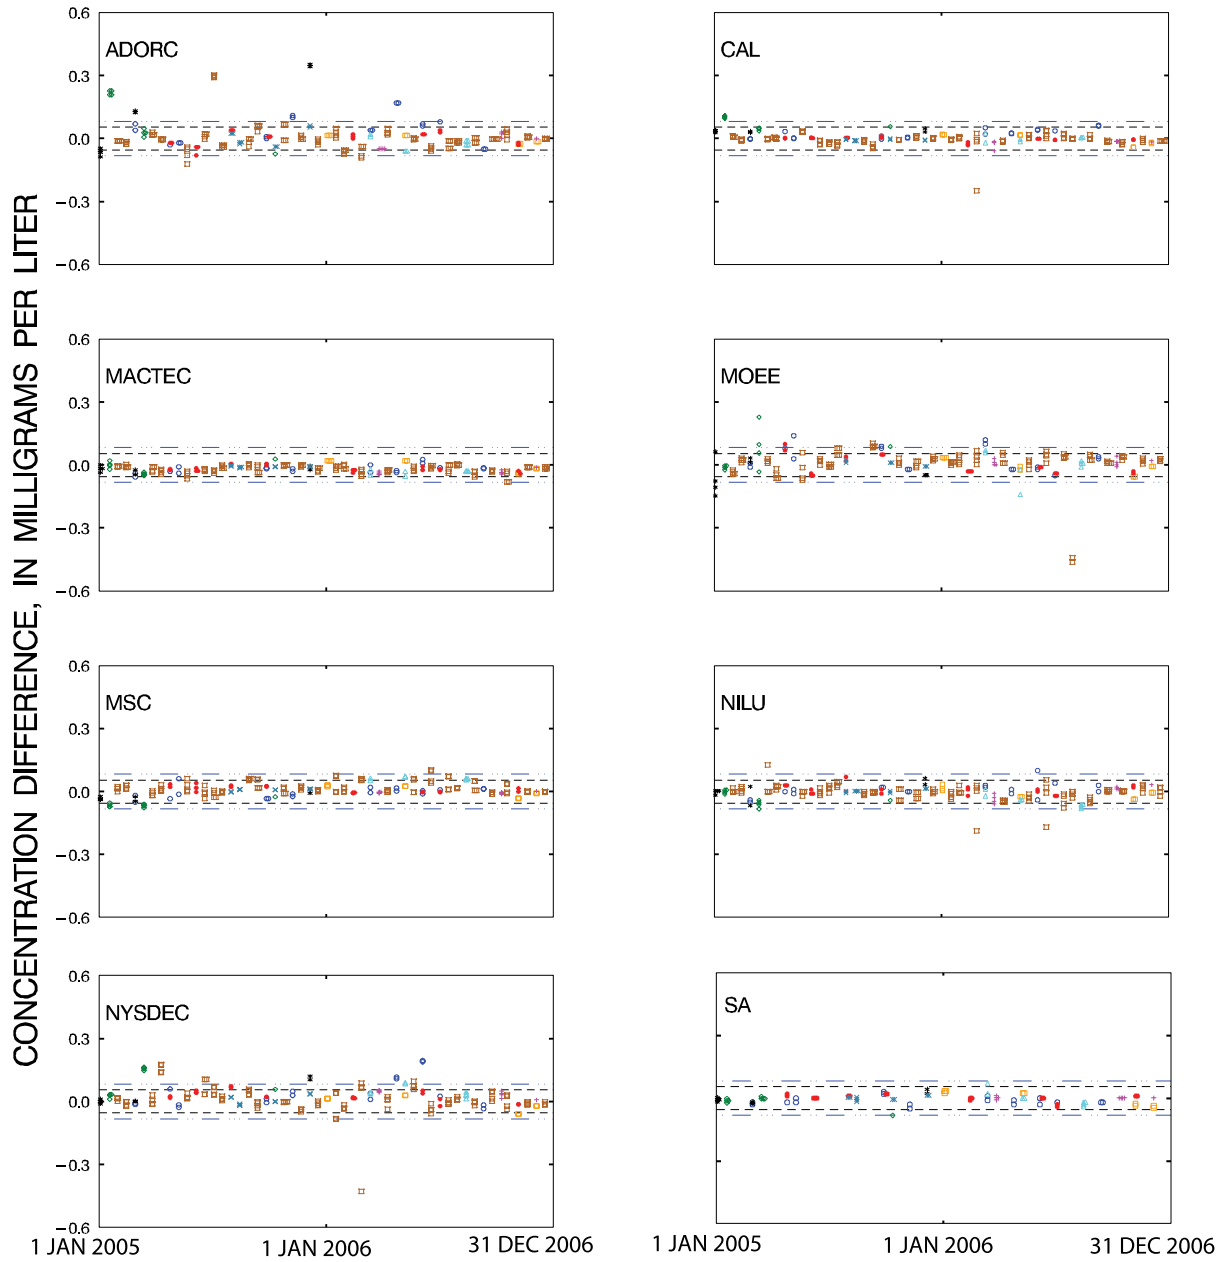 CONCENTRATION DIFFERENCE, IN MILLIGRAMS PER LITER
0.6
0.3
0.0
−0.3
−0.6
ADORC
CAL
0.6
0.3
0.0
−0.3
−0.6
MACTEC
MOEE
0.6
0.3
0.0
−0.3
−0.6
MSC
NILU
0.6
0.3
0.0
−0.3
−0.6
NYSDEC
SA
1 JAN 2005
1 JAN 2006
31 DEC 2006
1 JAN 2005
1 JAN 2006
31 DEC 2006